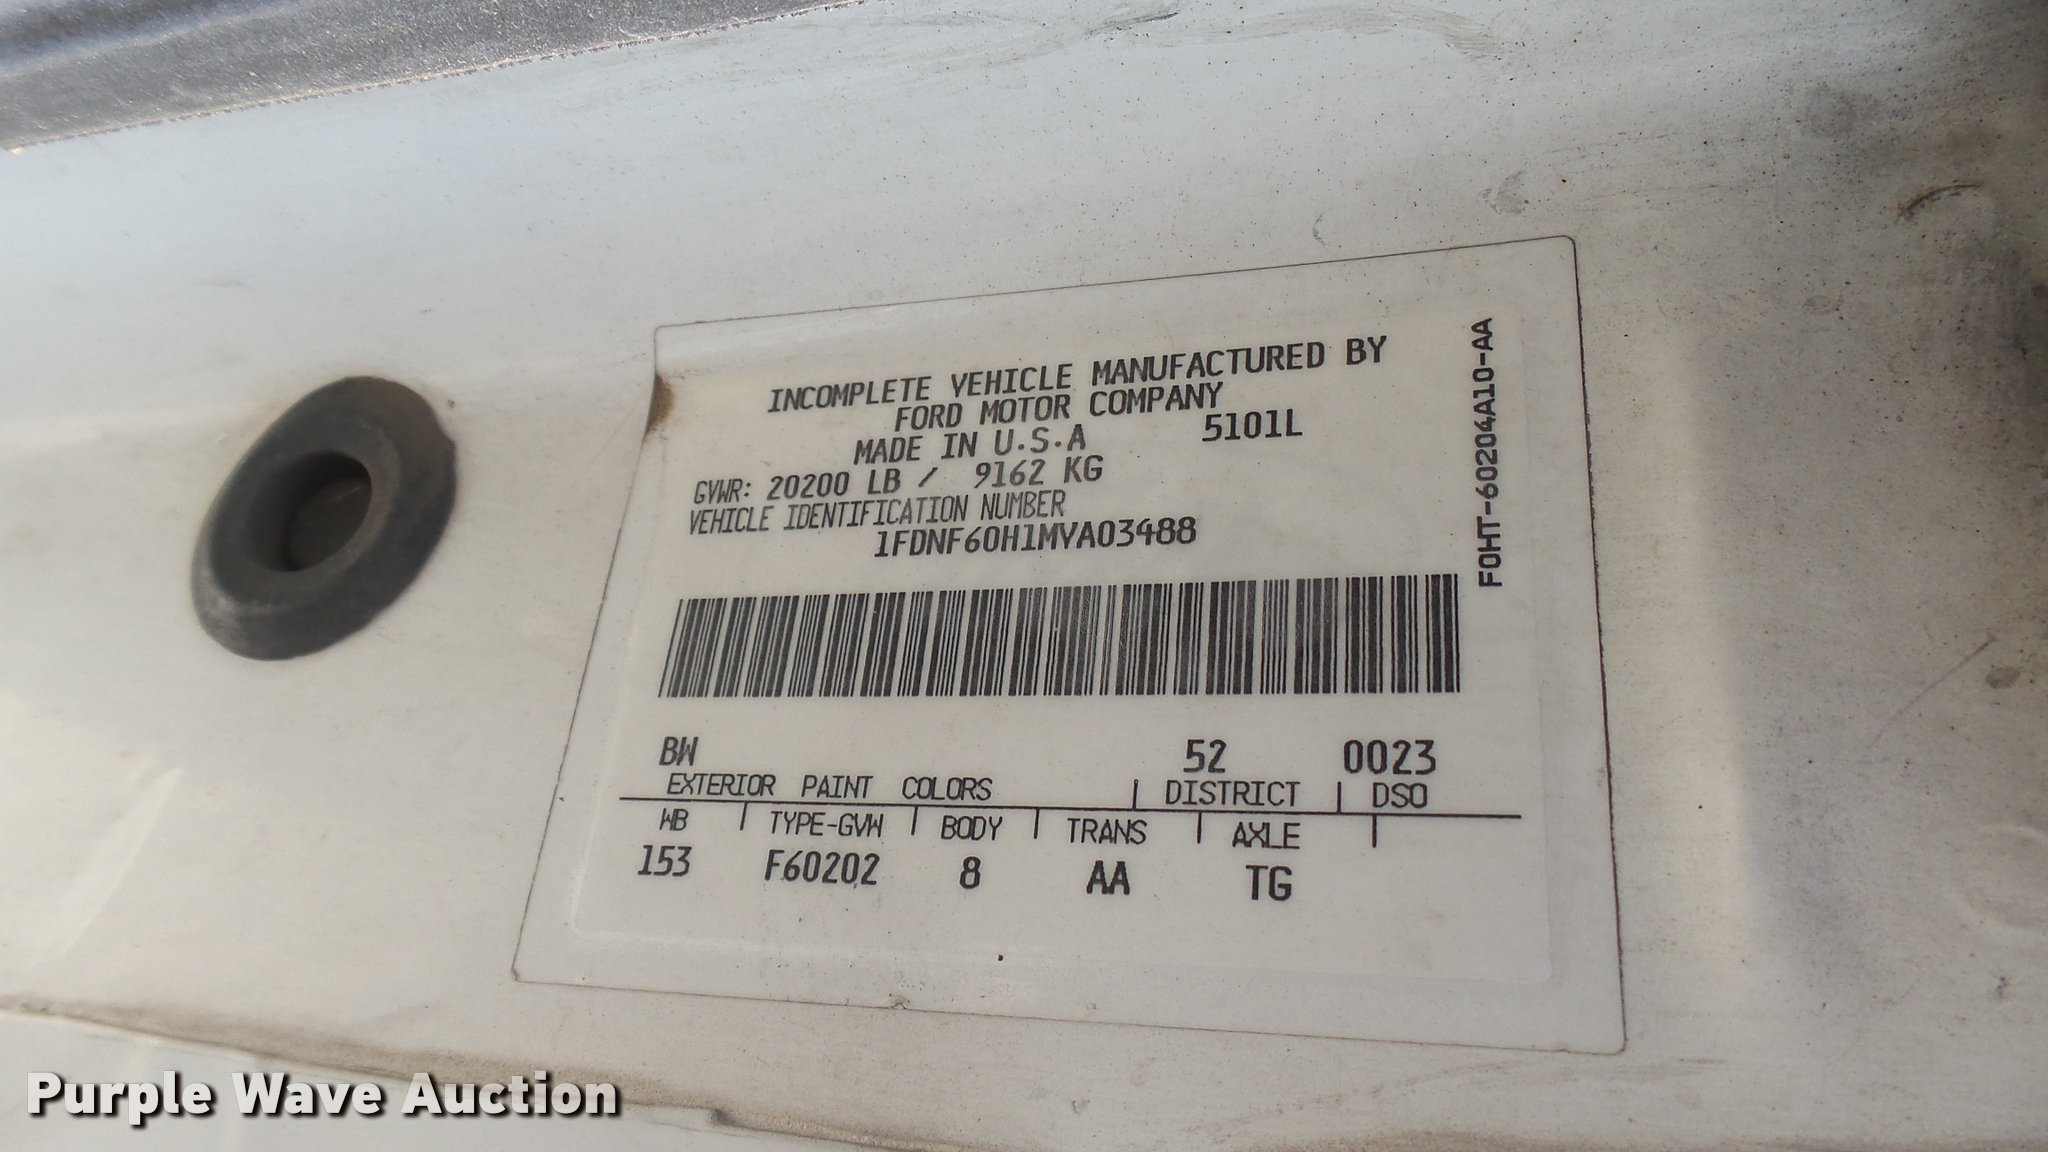 INCOMPLETE VEHICLE MANUFACTURED BY
FORD MOTOR COMPANY
MADE IN U.S.A 5101L
GVWR: 20200 LB / 9162 KG
VEHICLE IDENTIFICATION NUMBER
1FDNF60H1MVA03488
F0HT-60204A10-AA
BW 52 0023
EXTERIOR PAINT COLORS DISTRICT DSO
WB TYPE-GVW BODY TRANS AXLE
153 F60202 8 AA TG
Purple Wave Auction